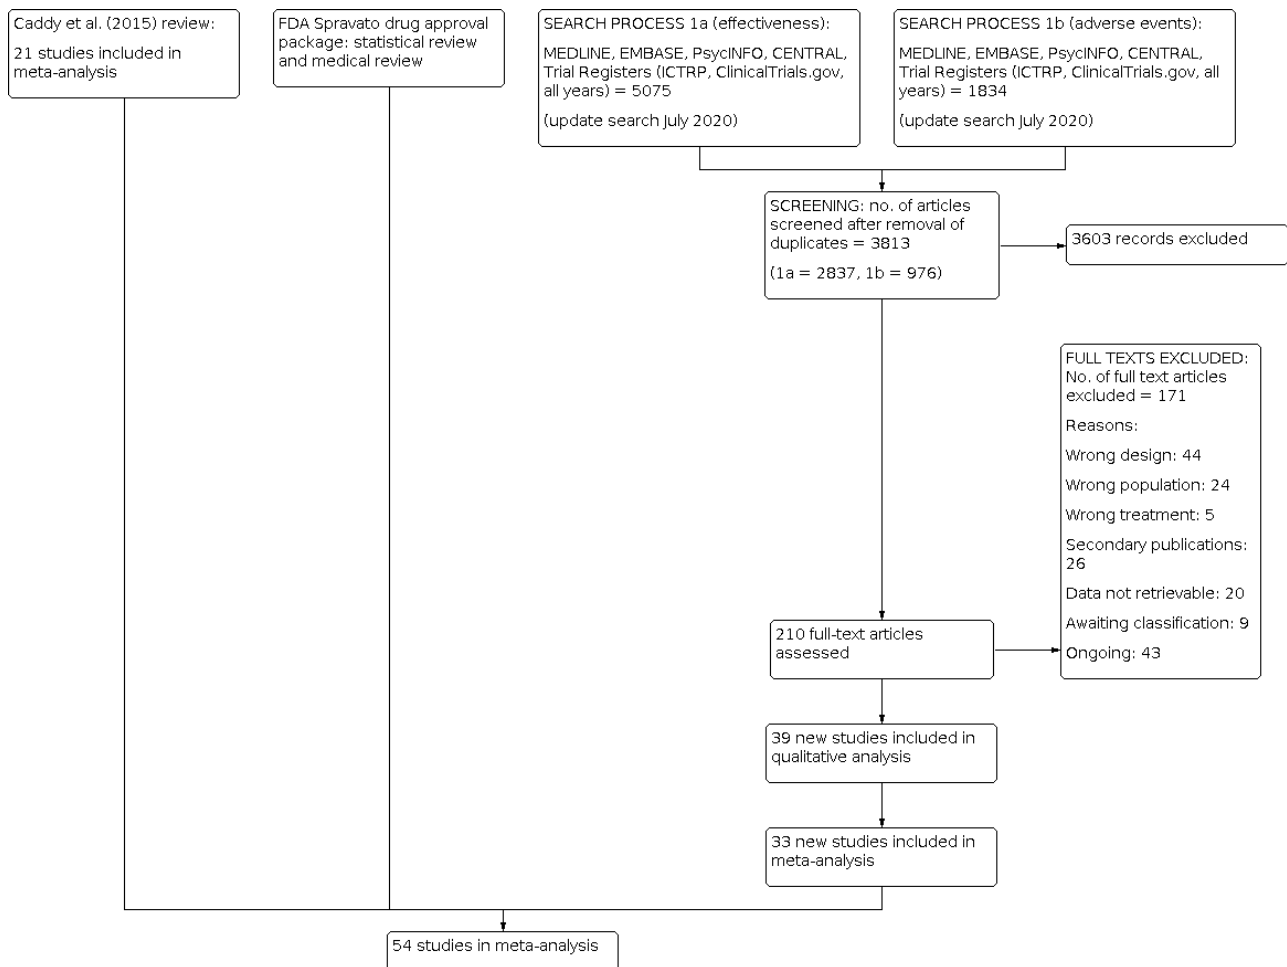 Caddy et al. (2015) review:
21 studies included in
meta-analysis
FDA Spravato drug approval
package: statistical review
and medical review
SEARCH PROCESS 1a (effectiveness):
MEDLINE, EMBASE, PsycINFO, CENTRAL,
Trial Registers (ICTRP, ClinicalTrials.gov,
all years) = 5075
(update search July 2020)
SEARCH PROCESS 1b (adverse events):
MEDLINE, EMBASE, PsycINFO, CENTRAL,
Trial Registers (ICTRP, ClinicalTrials.gov, all
years) = 1834
(update search July 2020)
SCREENING: no. of articles
screened after removal of
duplicates = 3813
(1a = 2837, 1b = 976)
3603 records excluded
FULL TEXTS EXCLUDED:
No. of full text articles
excluded = 171
Reasons:
Wrong design: 44
Wrong population: 24
Wrong treatment: 5
Secondary publications:
26
Data not retrievable: 20
Awaiting classification: 9
Ongoing: 43
210 full-text articles
assessed
39 new studies included in
qualitative analysis
33 new studies included in
meta-analysis
54 studies in meta-analysis